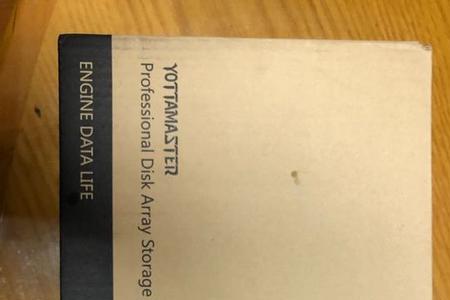 YOTTAMASTER
Professional Disk Array Storage
ENGINE DATA LIFE